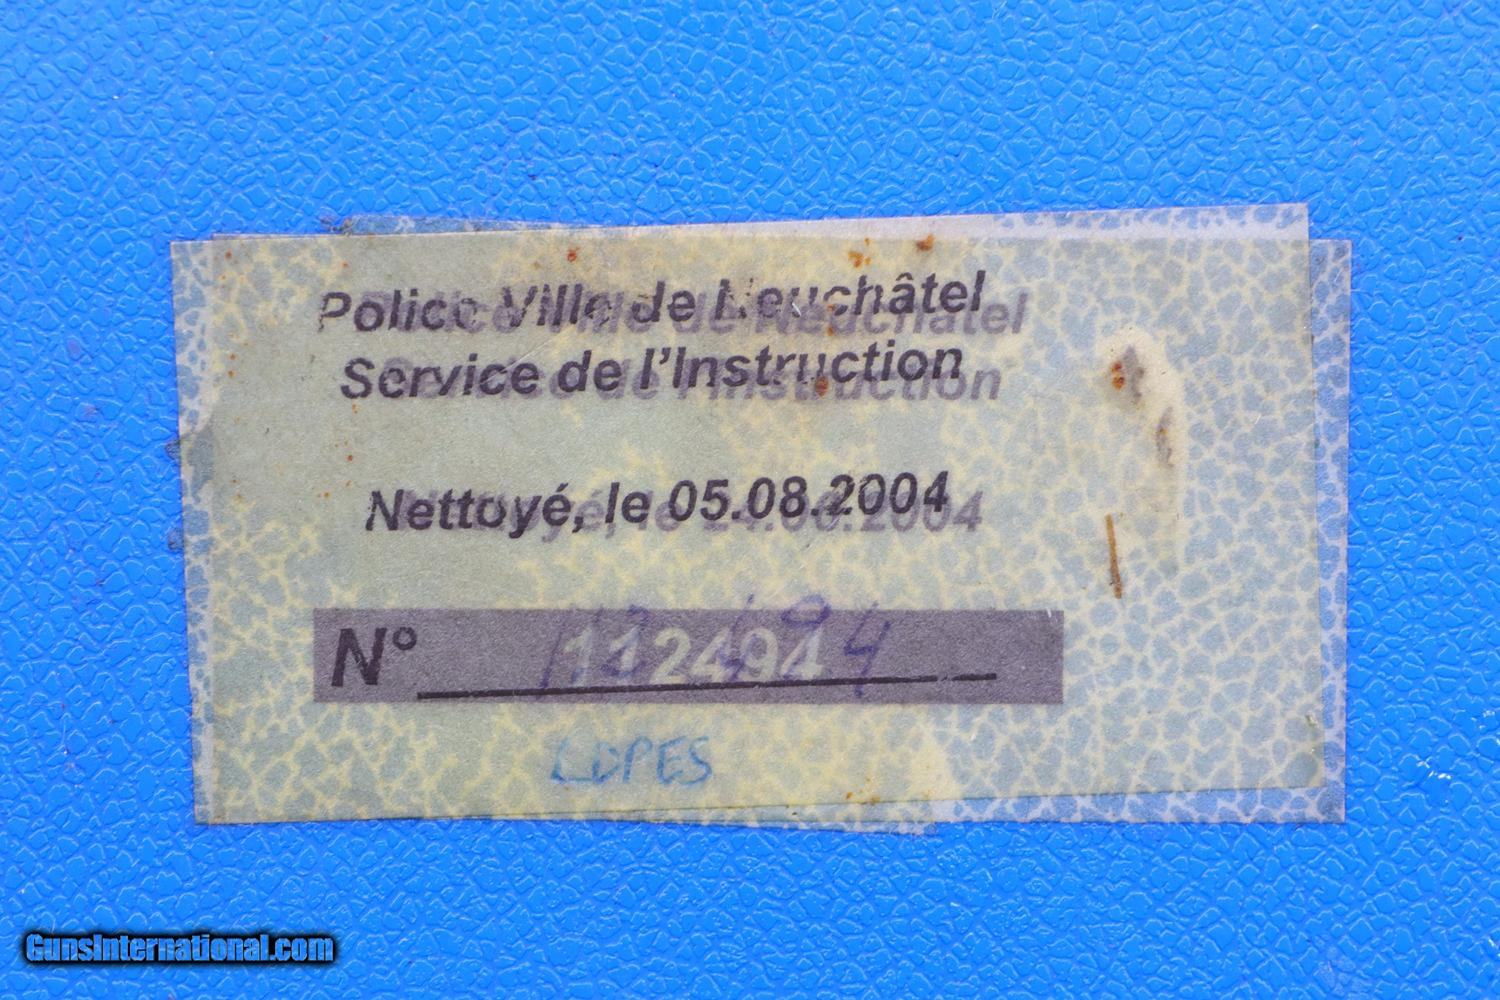 Police Ville de Neuchâtel
Service de l'Instruction
Nettoyé, le 05.08.2004
N° 112494
LOPES
GunsInternational.com